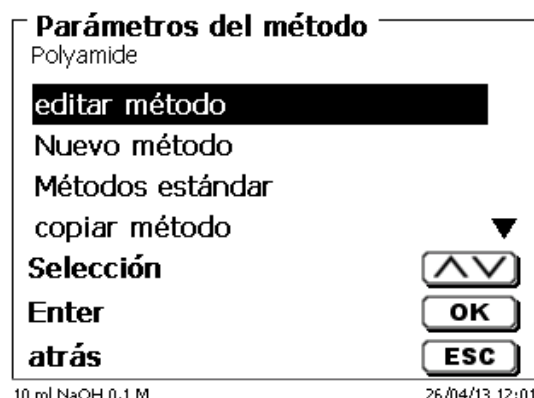 Parámetros del método
Polyamide
editar método
Nuevo método
Métodos estándar
copiar método
Selección
Enter OK
atrás ESC
10 ml NaOH 0.1 M 26/04/13 12:01